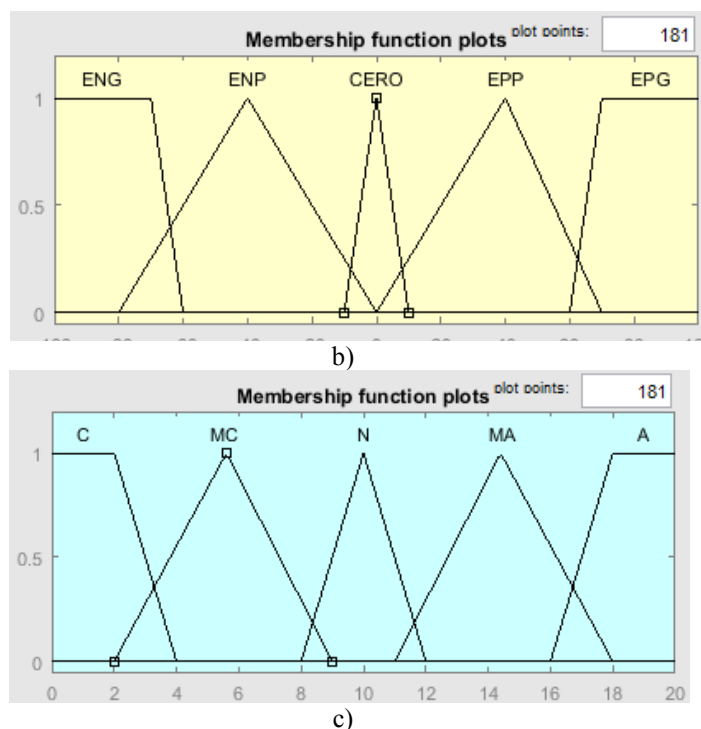 Membership function plots plot points: 181
ENG ENP CERO EPP EPG
1
0.5
0
b)
Membership function plots plot points: 181
C MC N MA A
1
0.5
0
0 2 4 6 8 10 12 14 16 18 20
c)